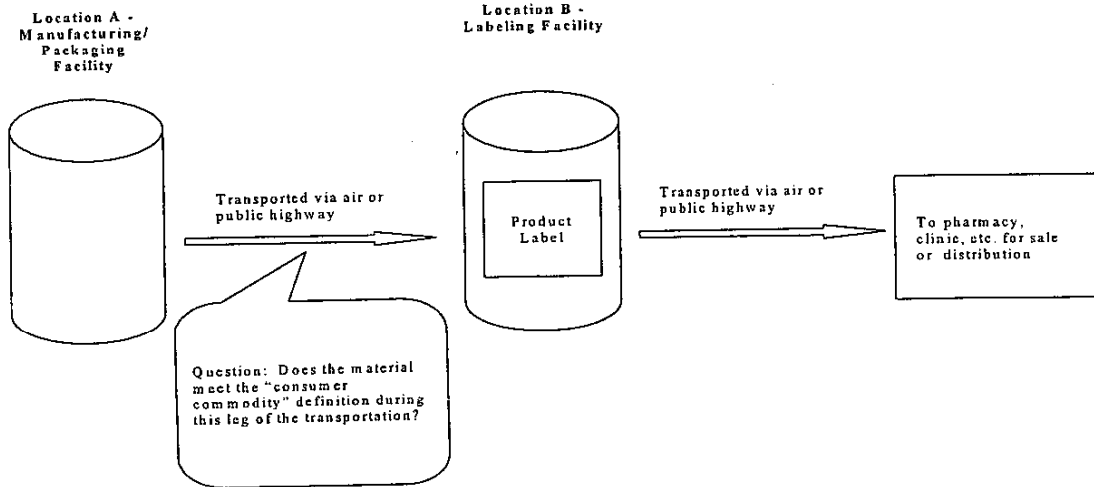 Location A -
Manufacturing/
Packaging
Facility
Location B -
Labeling Facility
Transported via air or
public highway
Product
Label
Transported via air or
public highway
To pharmacy,
clinic, etc. for sale
or distribution
Question: Does the material
meet the "consumer
commodity" definition during
this leg of the transportation?